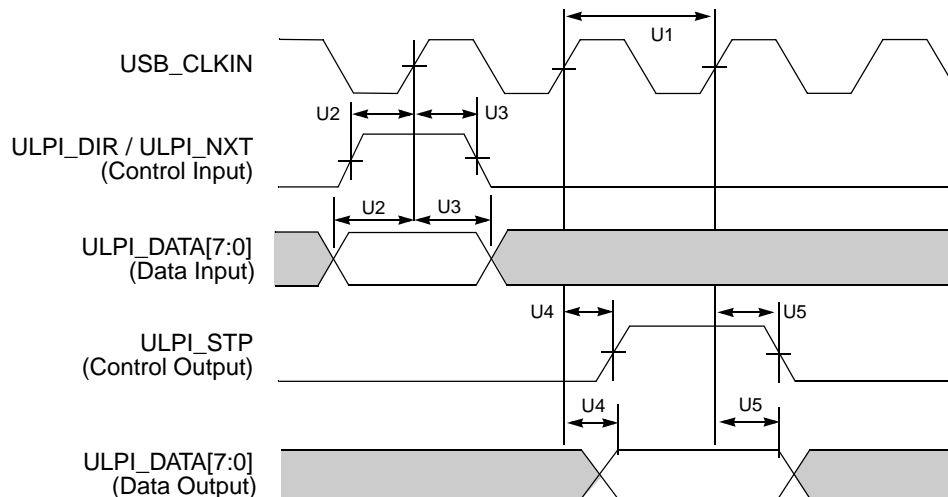 U1
USB_CLKIN
U2
U3
ULPI_DIR / ULPI_NXT
(Control Input)
U2
U3
ULPI_DATA[7:0]
(Data Input)
U4
U5
ULPI_STP
(Control Output)
U4
U5
ULPI_DATA[7:0]
(Data Output)